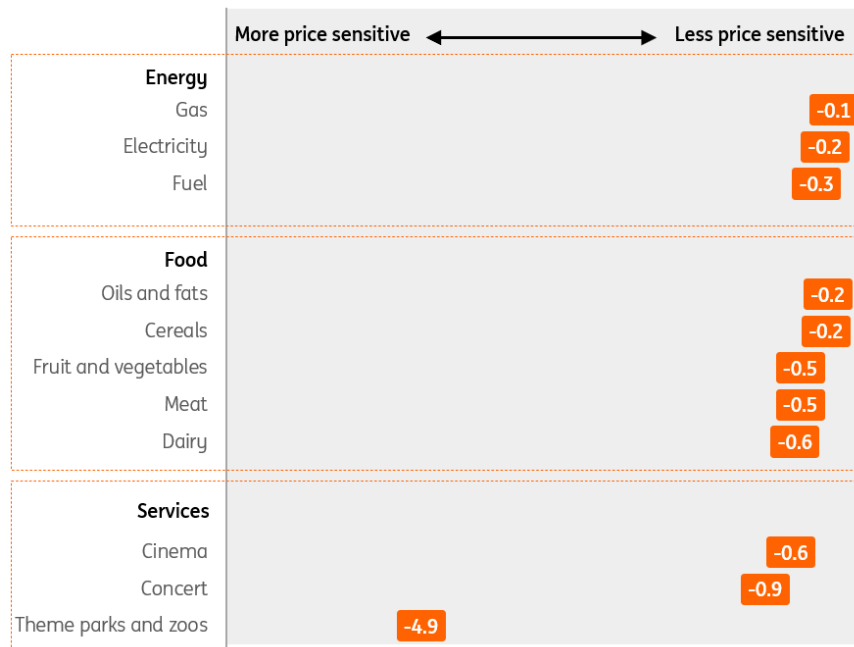 More price sensitive Less price sensitive
Energy
Gas -0.1
Electricity -0.2
Fuel -0.3
Food
Oils and fats -0.2
Cereals -0.2
Fruit and vegetables -0.5
Meat -0.5
Dairy -0.6
Services
Cinema -0.6
Concert -0.9
Theme parks and zoos -4.9